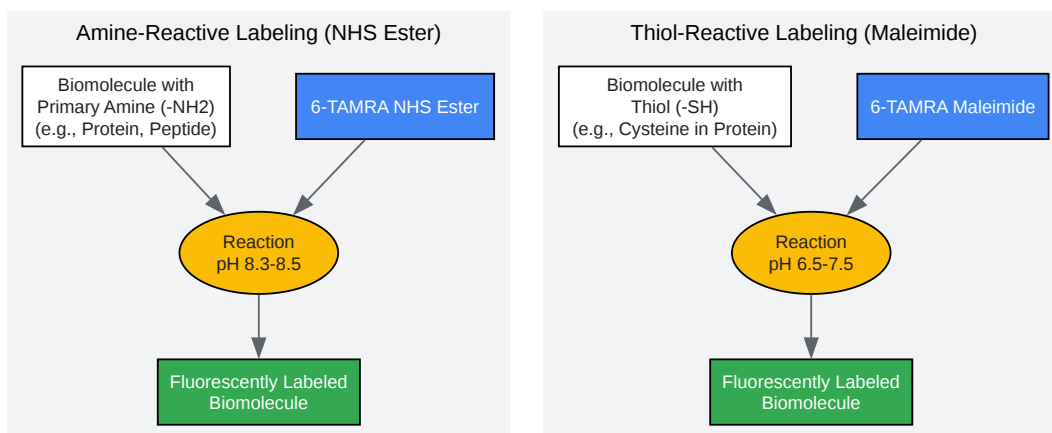 Amine-Reactive Labeling (NHS Ester)
Biomolecule with
Primary Amine (-NH2)
(e.g., Protein, Peptide)
6-TAMRA NHS Ester
Reaction
pH 8.3-8.5
Fluorescently Labeled
Biomolecule
Thiol-Reactive Labeling (Maleimide)
Biomolecule with
Thiol (-SH)
(e.g., Cysteine in Protein)
6-TAMRA Maleimide
Reaction
pH 6.5-7.5
Fluorescently Labeled
Biomolecule